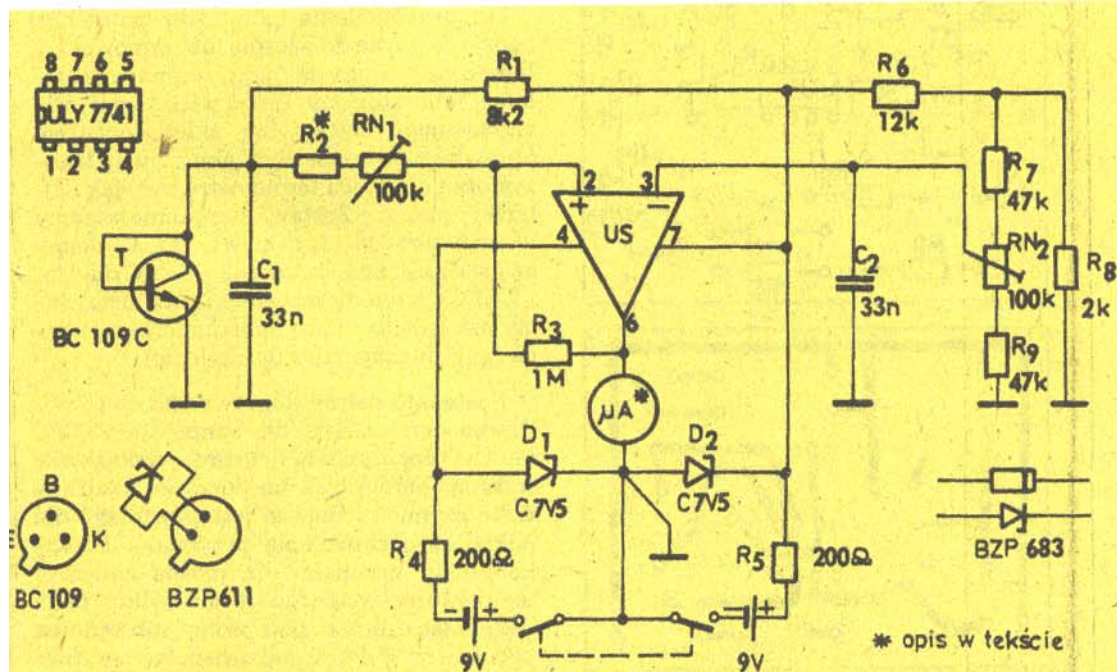 8 7 6 5
ULY 7741
1 2 3 4
R1
8k2
R2*
RN1
100k
R6
12k
R7
47k
RN2
100k
R8
2k
R9
47k
2 3
+ −
4 US 7
6
T
BC 109C
C1
33n
C2
33n
R3
1M
μA *
D1
C7V5
D2
C7V5
R4
200Ω
R5
200Ω
− +
9V
− +
9V
E B K
BC 109
BZP611
BZP 683
* opis w tekście